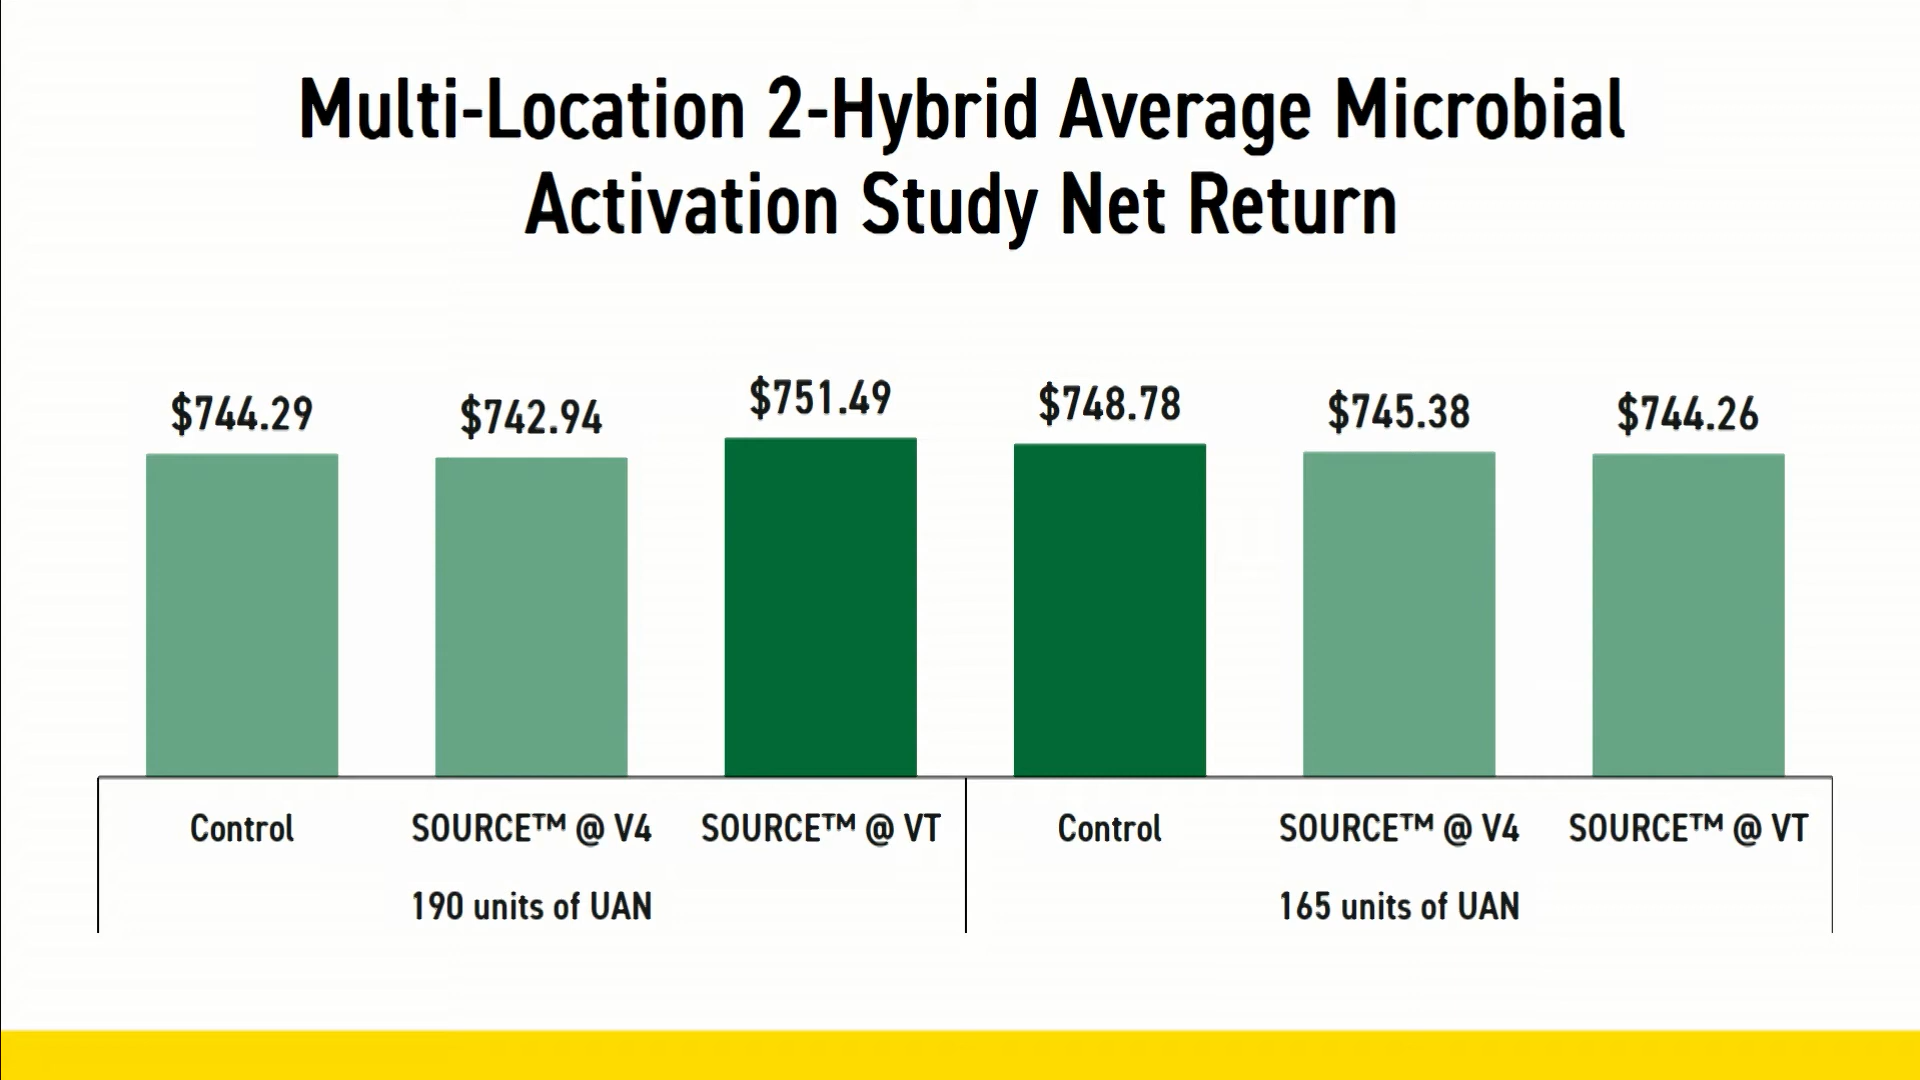 Multi-Location 2-Hybrid Average Microbial
Activation Study Net Return
$744.29 $742.94 $751.49 $748.78 $745.38 $744.26
Control SOURCE™ @ V4 SOURCE™ @ VT Control SOURCE™ @ V4 SOURCE™ @ VT
190 units of UAN 165 units of UAN